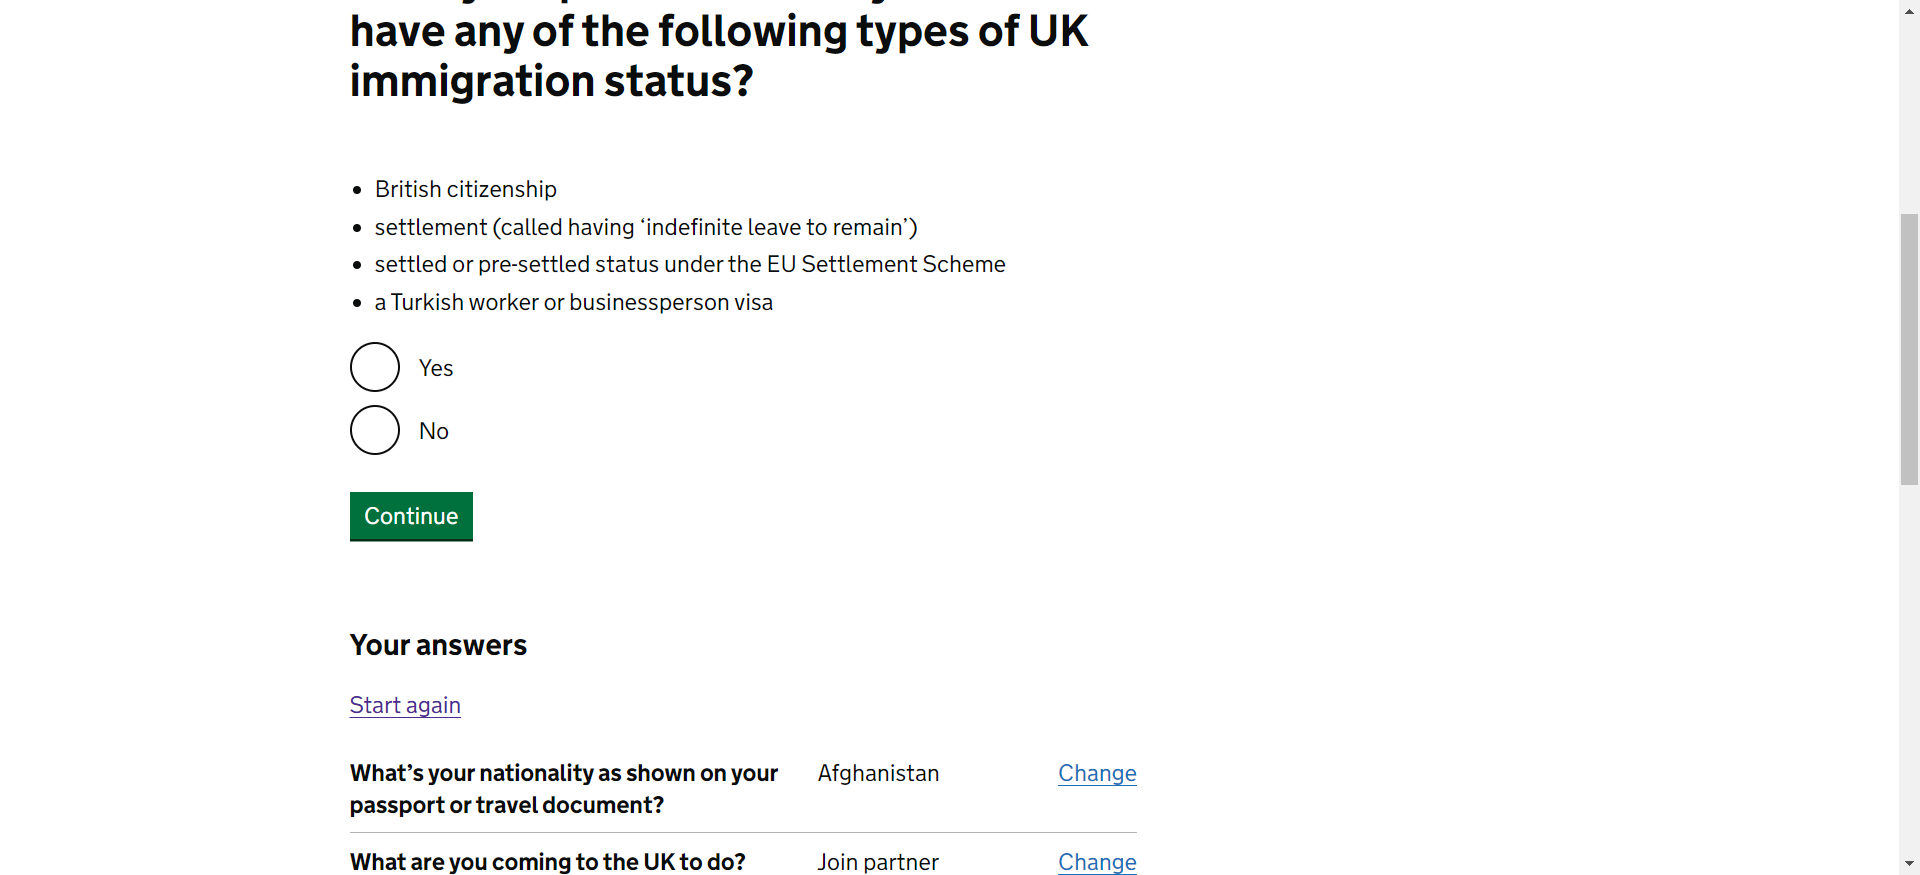 have any of the following types of UK
immigration status?
British citizenship
settlement (called having ‘indefinite leave to remain’)
settled or pre-settled status under the EU Settlement Scheme
a Turkish worker or businessperson visa
Yes
No
Continue
Your answers
Start again
What’s your nationality as shown on your
passport or travel document?
Afghanistan
Change
What are you coming to the UK to do?
Join partner
Change